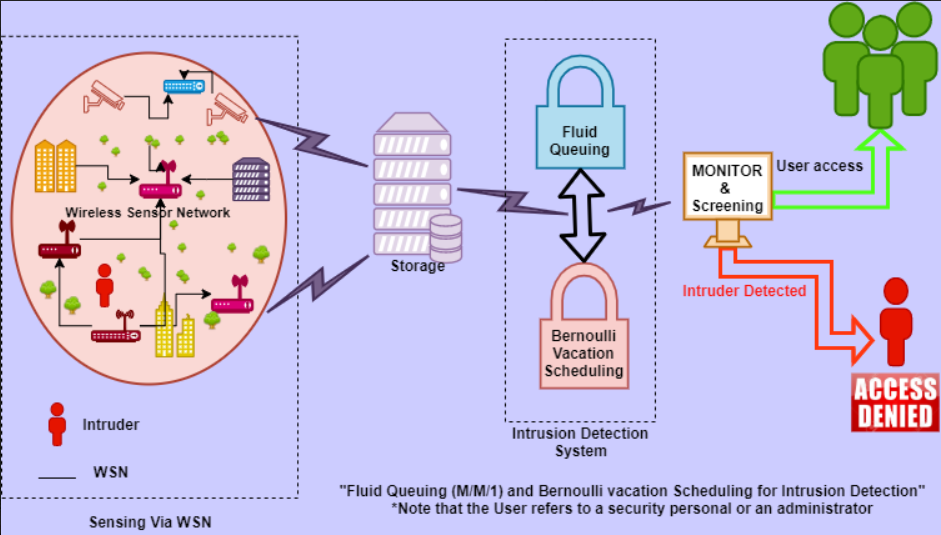 Wireless Sensor Network
Intruder
WSN
Sensing Via WSN
Storage
Fluid
Queuing
Bernoulli
Vacation
Scheduling
Intrusion Detection
System
MONITOR
&
Screening
User access
Intruder Detected
ACCESS
DENIED
"Fluid Queuing (M/M/1) and Bernoulli vacation Scheduling for Intrusion Detection"
*Note that the User refers to a security personal or an administrator